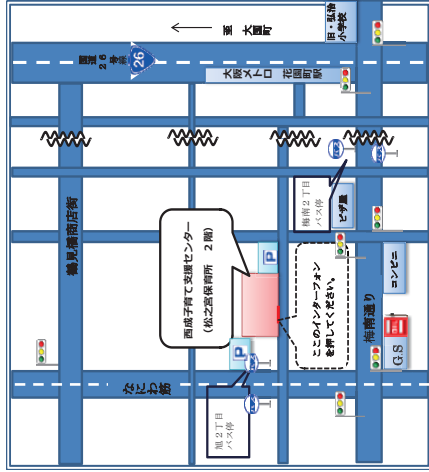 至 大国町
旧・弘治
小学校
国道
26
号線
26
大阪メトロ 花園町駅
鶴見橋商店街
西成子育て支援センター
(松之宮保育所 2階)
P
P
梅南2丁目
バス停
ピザ屋
ここのインターフォン
を押してください。
梅南通り
コンビニ
G.S
なにわ筋
旭2丁目
バス停